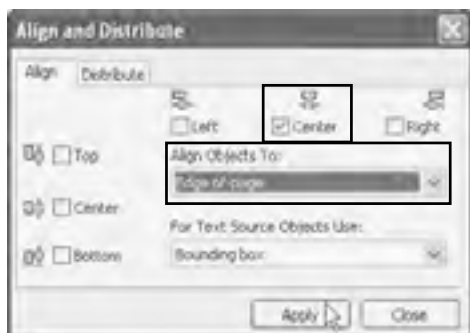 Align and Distribute
Align Distribute
Left Center Right
Top Align Objects To:
Edge of page
Center
For Text Source Objects Use:
Bottom Bounding box
Apply Close